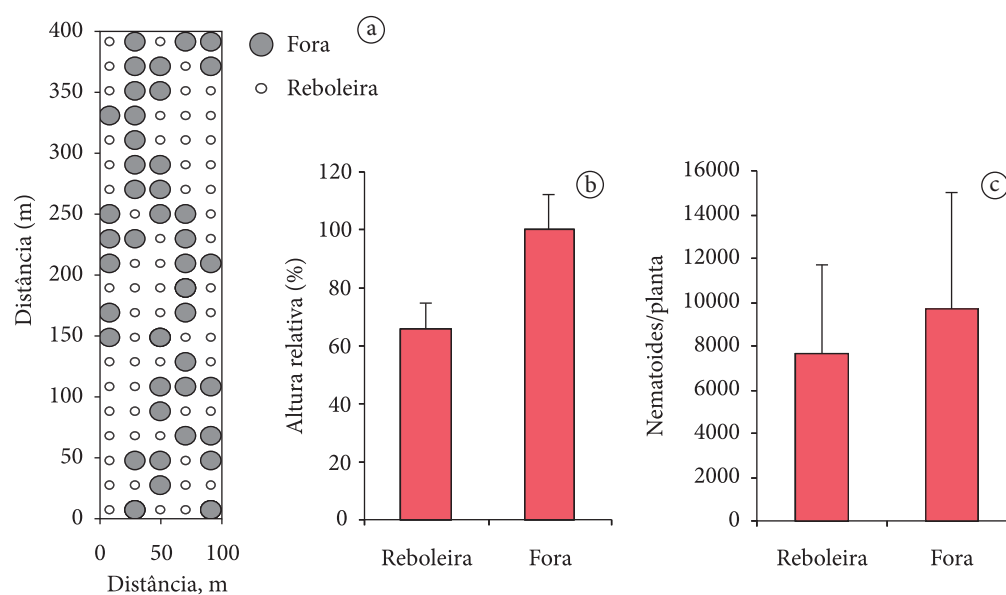 a
Fora
Reboleira
Distância (m)
400
350
300
250
200
150
100
50
0
0 50 100
Distância, m
b
Altura relativa (%)
120
100
80
60
40
20
0
Reboleira Fora
c
Nematoides/planta
16000
14000
12000
10000
8000
6000
4000
2000
0
Reboleira Fora